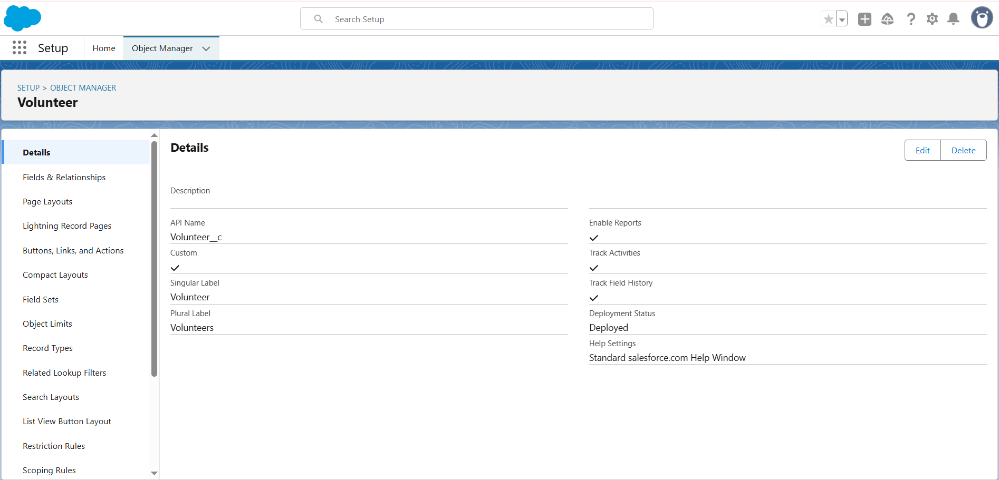 Search Setup
Setup
Home
Object Manager
SETUP > OBJECT MANAGER
Volunteer
Details
Fields & Relationships
Page Layouts
Lightning Record Pages
Buttons, Links, and Actions
Compact Layouts
Field Sets
Object Limits
Record Types
Related Lookup Filters
Search Layouts
List View Button Layout
Restriction Rules
Scoping Rules
Details
Edit
Delete
Description
API Name
Volunteer__c
Custom
Singular Label
Volunteer
Plural Label
Volunteers
Enable Reports
Track Activities
Track Field History
Deployment Status
Deployed
Help Settings
Standard salesforce.com Help Window